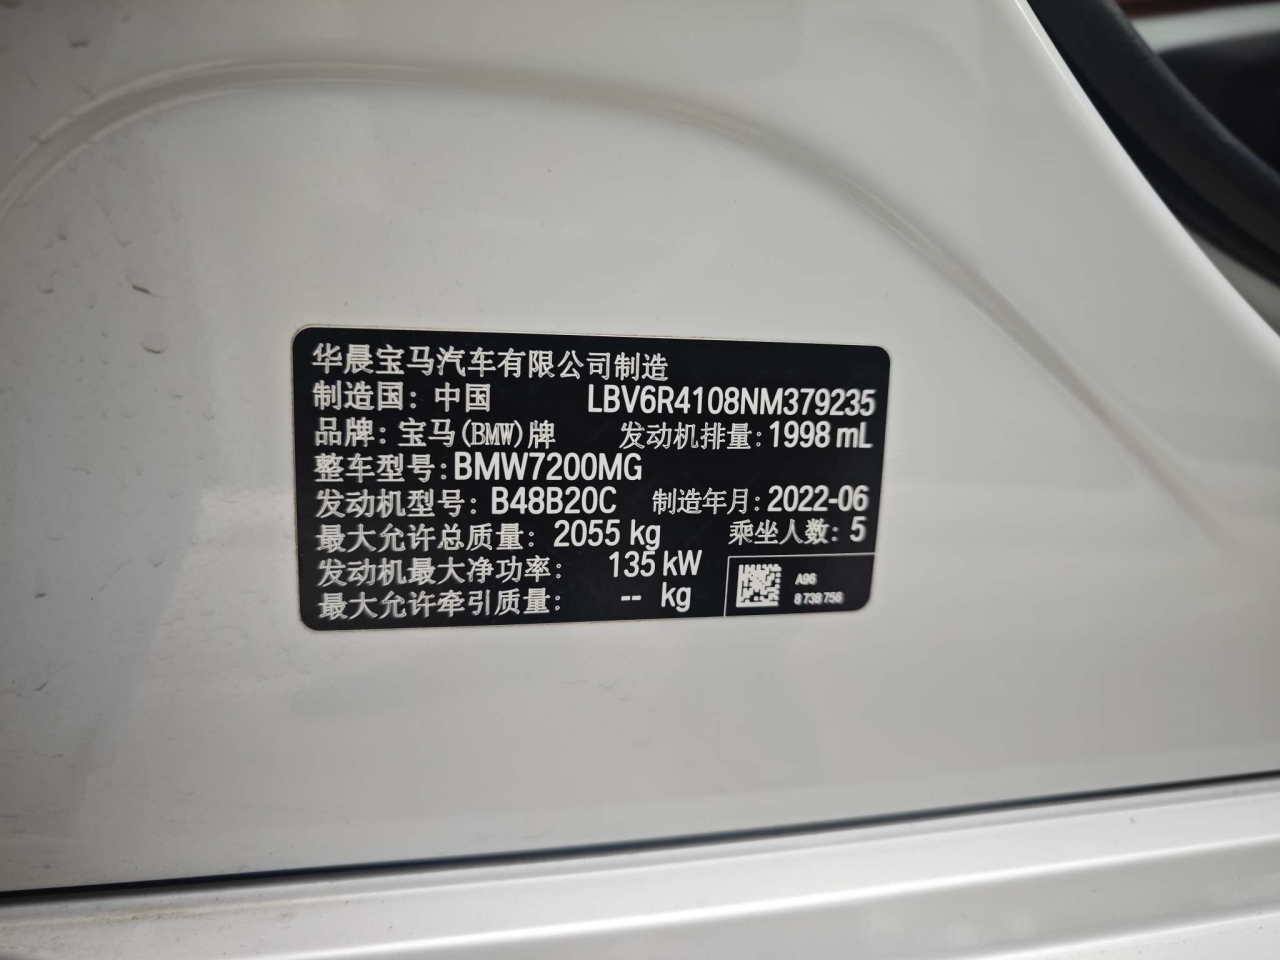 华晨宝马汽车有限公司制造
制造国：中国 LBV6R4108NM379235
品牌：宝马(BMW)牌 发动机排量：1998 mL
整车型号：BMW7200MG
发动机型号：B48B20C 制造年月：2022-06
最大允许总质量：2055 kg 乘坐人数：5
发动机最大净功率：135 kW
最大允许牵引质量：-- kg
A96
8 738 756